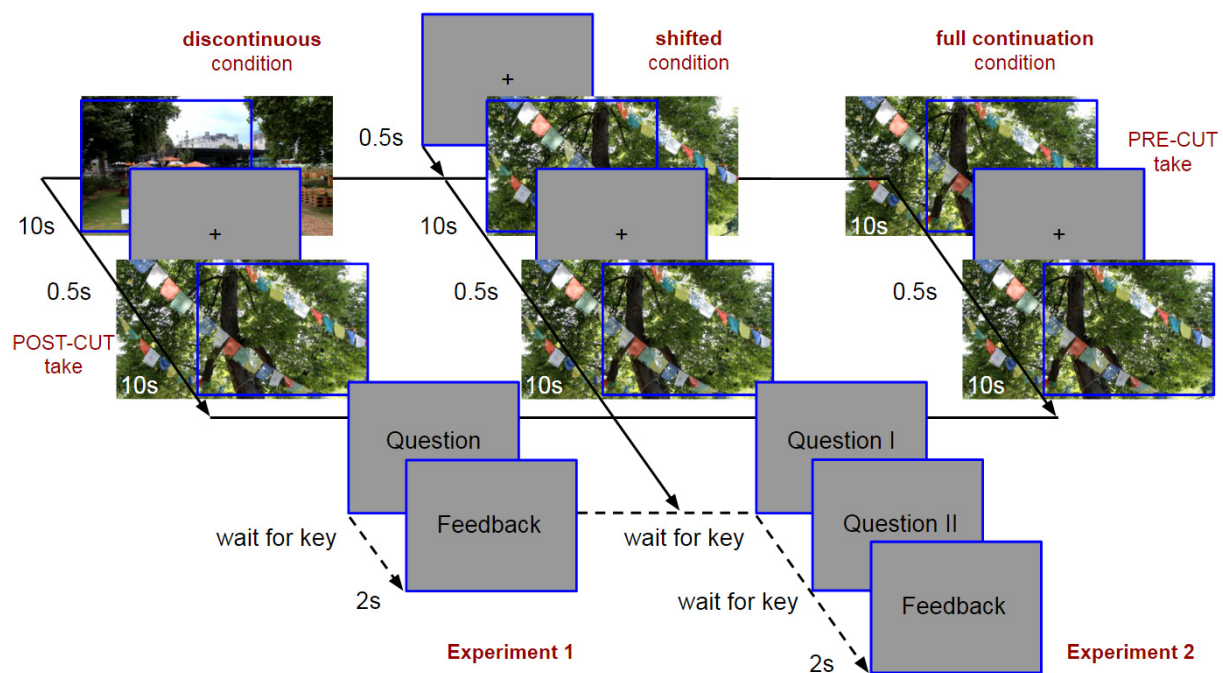 discontinuous
condition
+
shifted
condition
full continuation
condition
0.5s
PRE-CUT
take
10s
+
10s
+
10s
+
0.5s
0.5s
0.5s
POST-CUT
take
10s
10s
10s
Question
Feedback
wait for key
2s
Question I
Question II
Feedback
wait for key
wait for key
2s
Experiment 1
Experiment 2